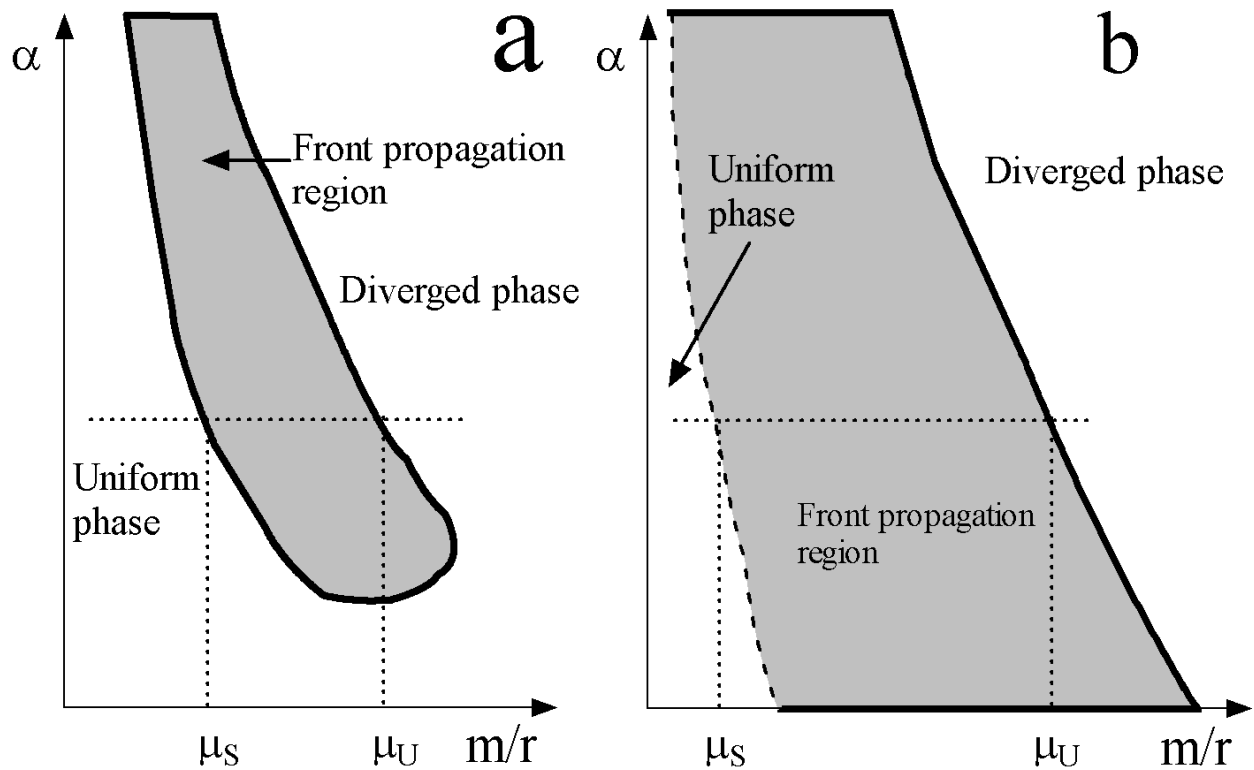 a
α
Front propagation
region
Diverged phase
Uniform
phase
μS
μU
m/r
b
α
Uniform
phase
Diverged phase
Front propagation
region
μS
μU
m/r